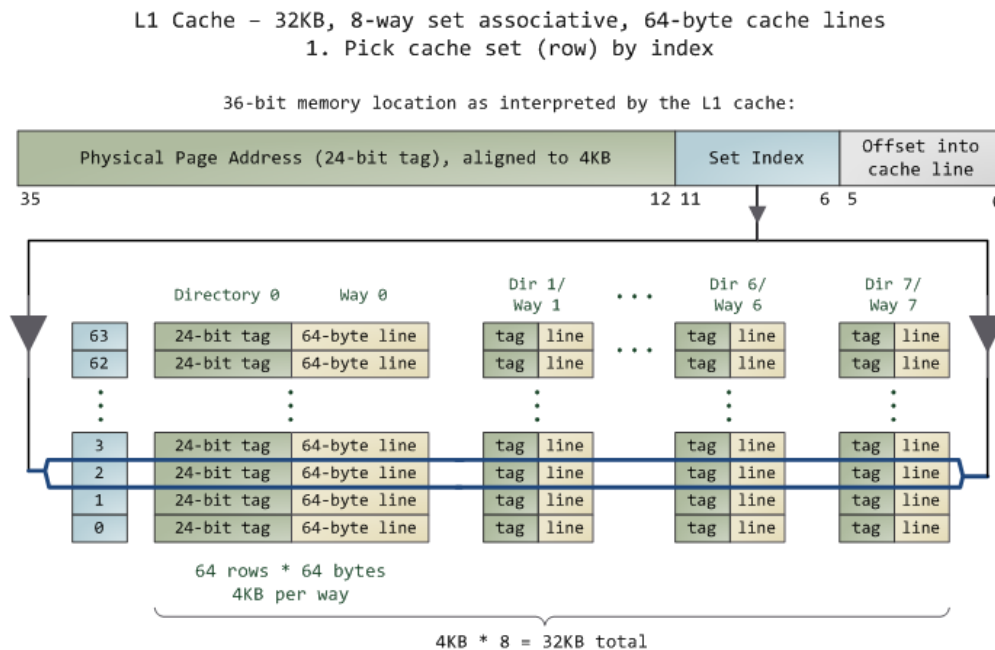 L1 Cache – 32KB, 8-way set associative, 64-byte cache lines
1. Pick cache set (row) by index
36-bit memory location as interpreted by the L1 cache:
Physical Page Address (24-bit tag), aligned to 4KB
Set Index
Offset into
cache line
35 12 11 6 5
Directory 0 Way 0 Dir 1/ ... Dir 6/ Dir 7/
Way 1 Way 6 Way 7
63 24-bit tag 64-byte line tag line ... tag line tag line
62 24-bit tag 64-byte line tag line tag line tag line
3 24-bit tag 64-byte line tag line tag line tag line
2 24-bit tag 64-byte line tag line tag line tag line
1 24-bit tag 64-byte line tag line tag line tag line
0 24-bit tag 64-byte line tag line tag line tag line
64 rows * 64 bytes
4KB per way
4KB * 8 = 32KB total